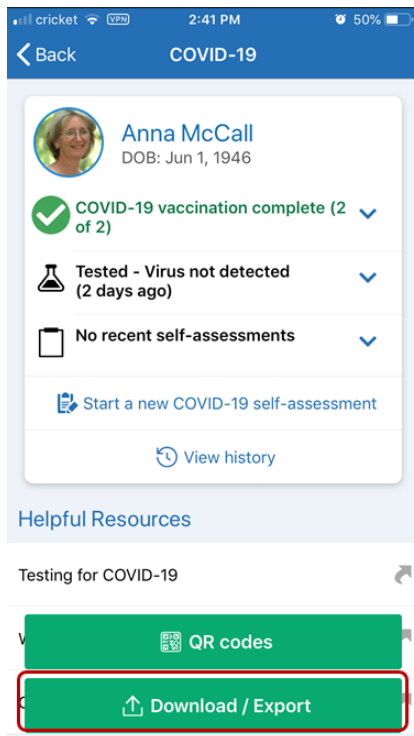 cricket VPN 2:41 PM 50%
Back COVID-19
Anna McCall
DOB: Jun 1, 1946
COVID-19 vaccination complete (2
of 2)
Tested - Virus not detected
(2 days ago)
No recent self-assessments
Start a new COVID-19 self-assessment
View history
Helpful Resources
Testing for COVID-19
QR codes
Download / Export